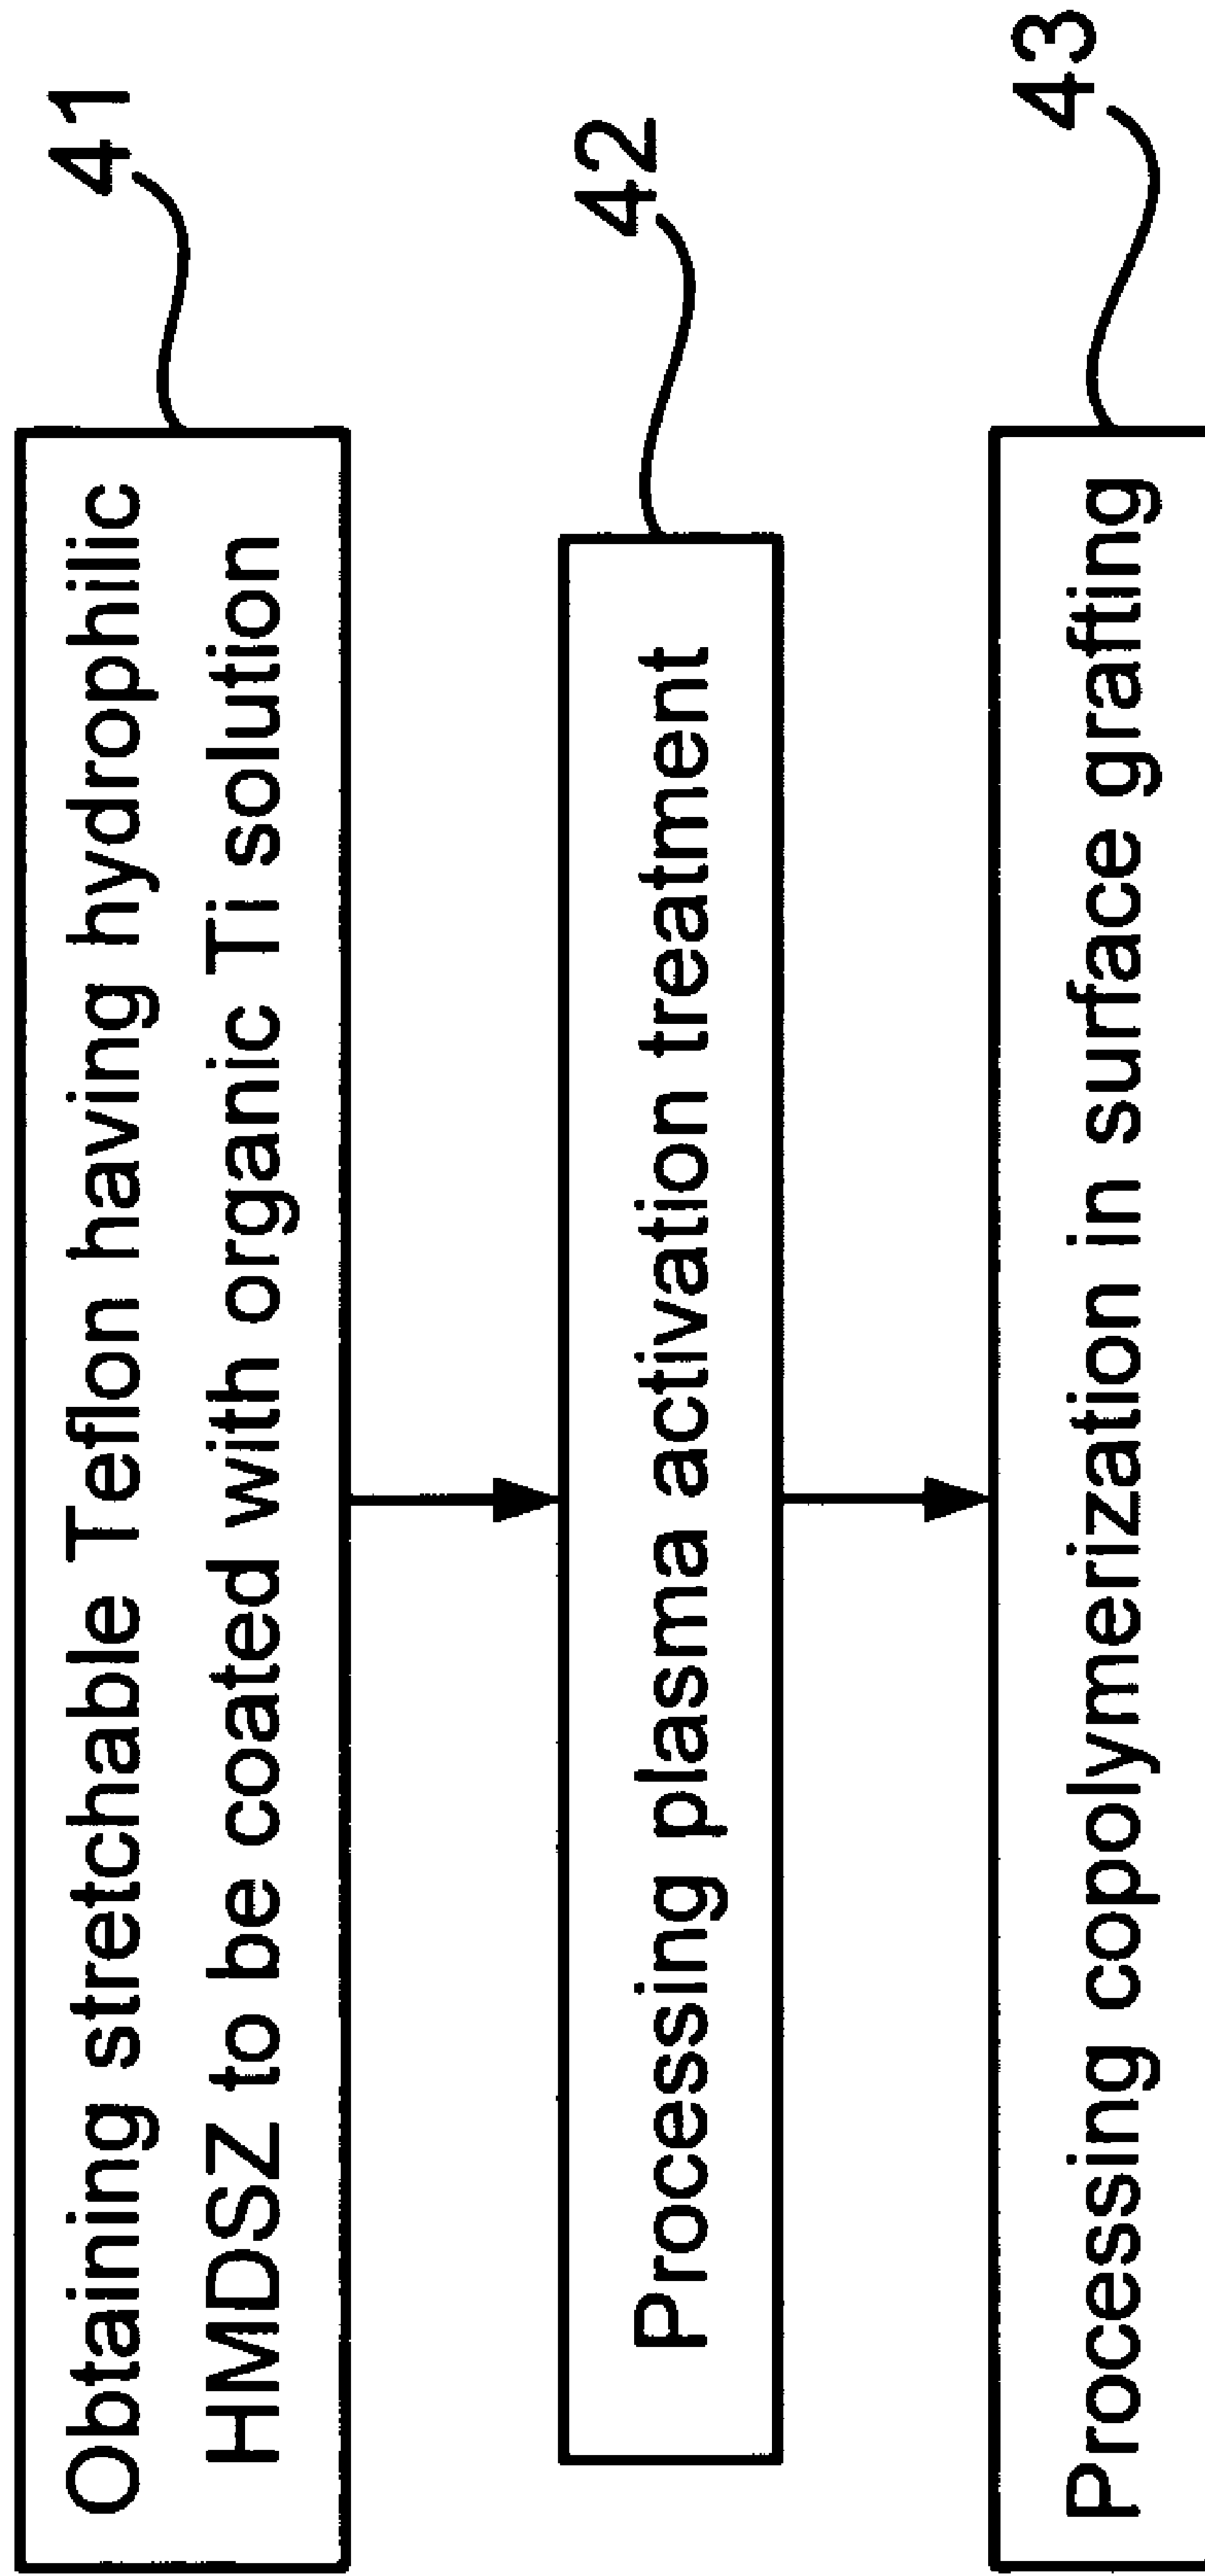 Obtaining stretchable Teflon having hydrophilic
HMDSZ to be coated with organic Ti solution
41
Processing plasma activation treatment
42
Processing copolymerization in surface grafting
43